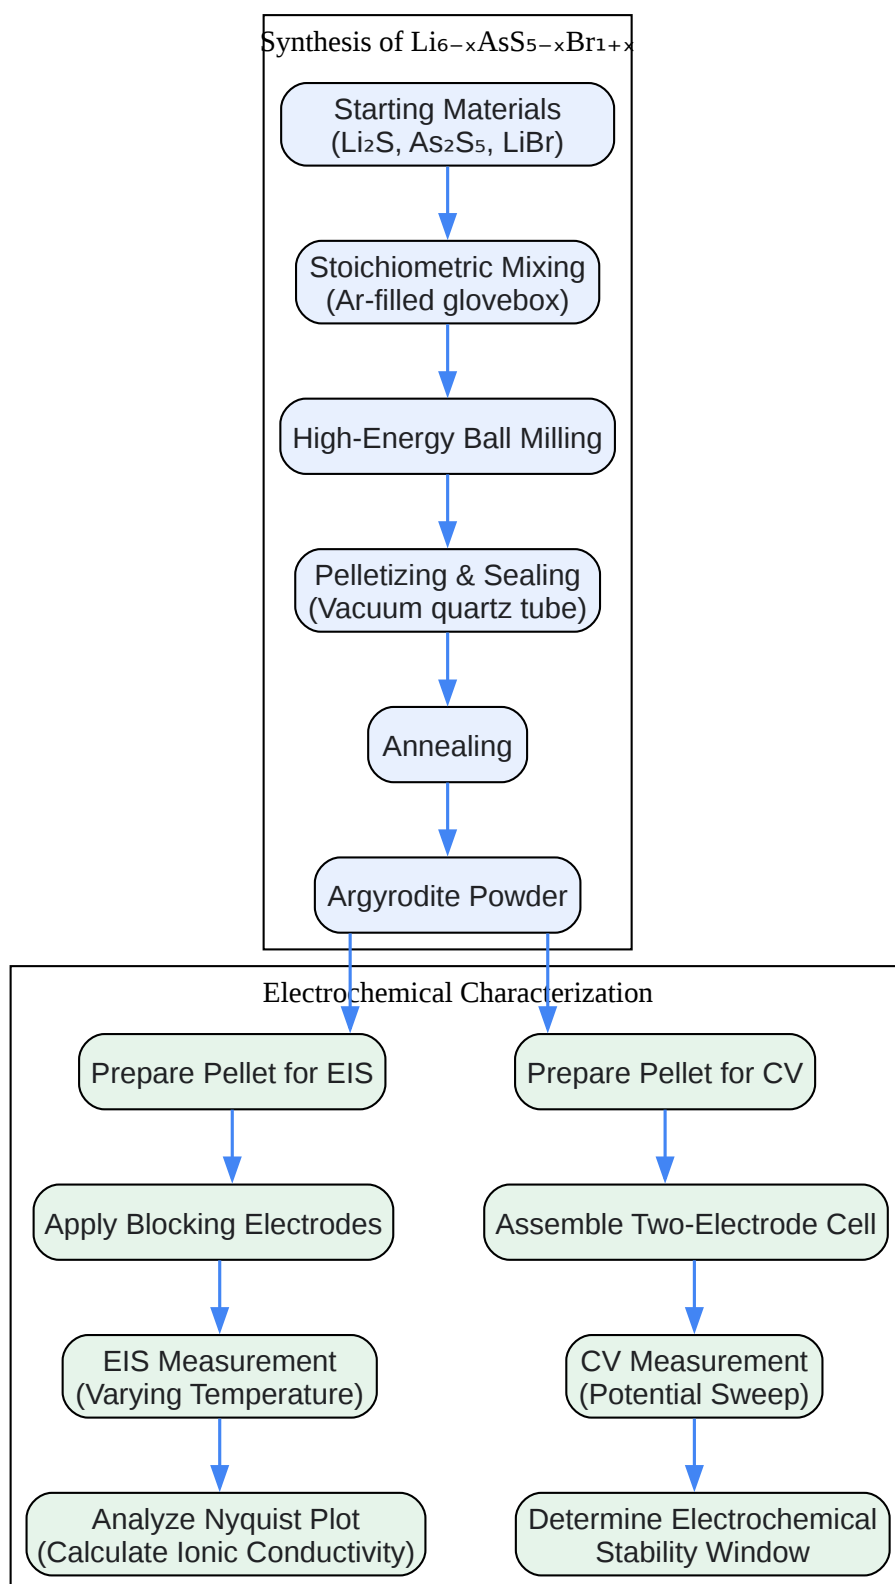 Synthesis of Li₆₋ₓAsS₅₋ₓBr₁₊ₓ
Starting Materials
(Li₂S, As₂S₅, LiBr)
Stoichiometric Mixing
(Ar-filled glovebox)
High-Energy Ball Milling
Pelletizing & Sealing
(Vacuum quartz tube)
Annealing
Argyrodite Powder
Electrochemical Characterization
Prepare Pellet for EIS
Apply Blocking Electrodes
EIS Measurement
(Varying Temperature)
Analyze Nyquist Plot
(Calculate Ionic Conductivity)
Prepare Pellet for CV
Assemble Two-Electrode Cell
CV Measurement
(Potential Sweep)
Determine Electrochemical
Stability Window